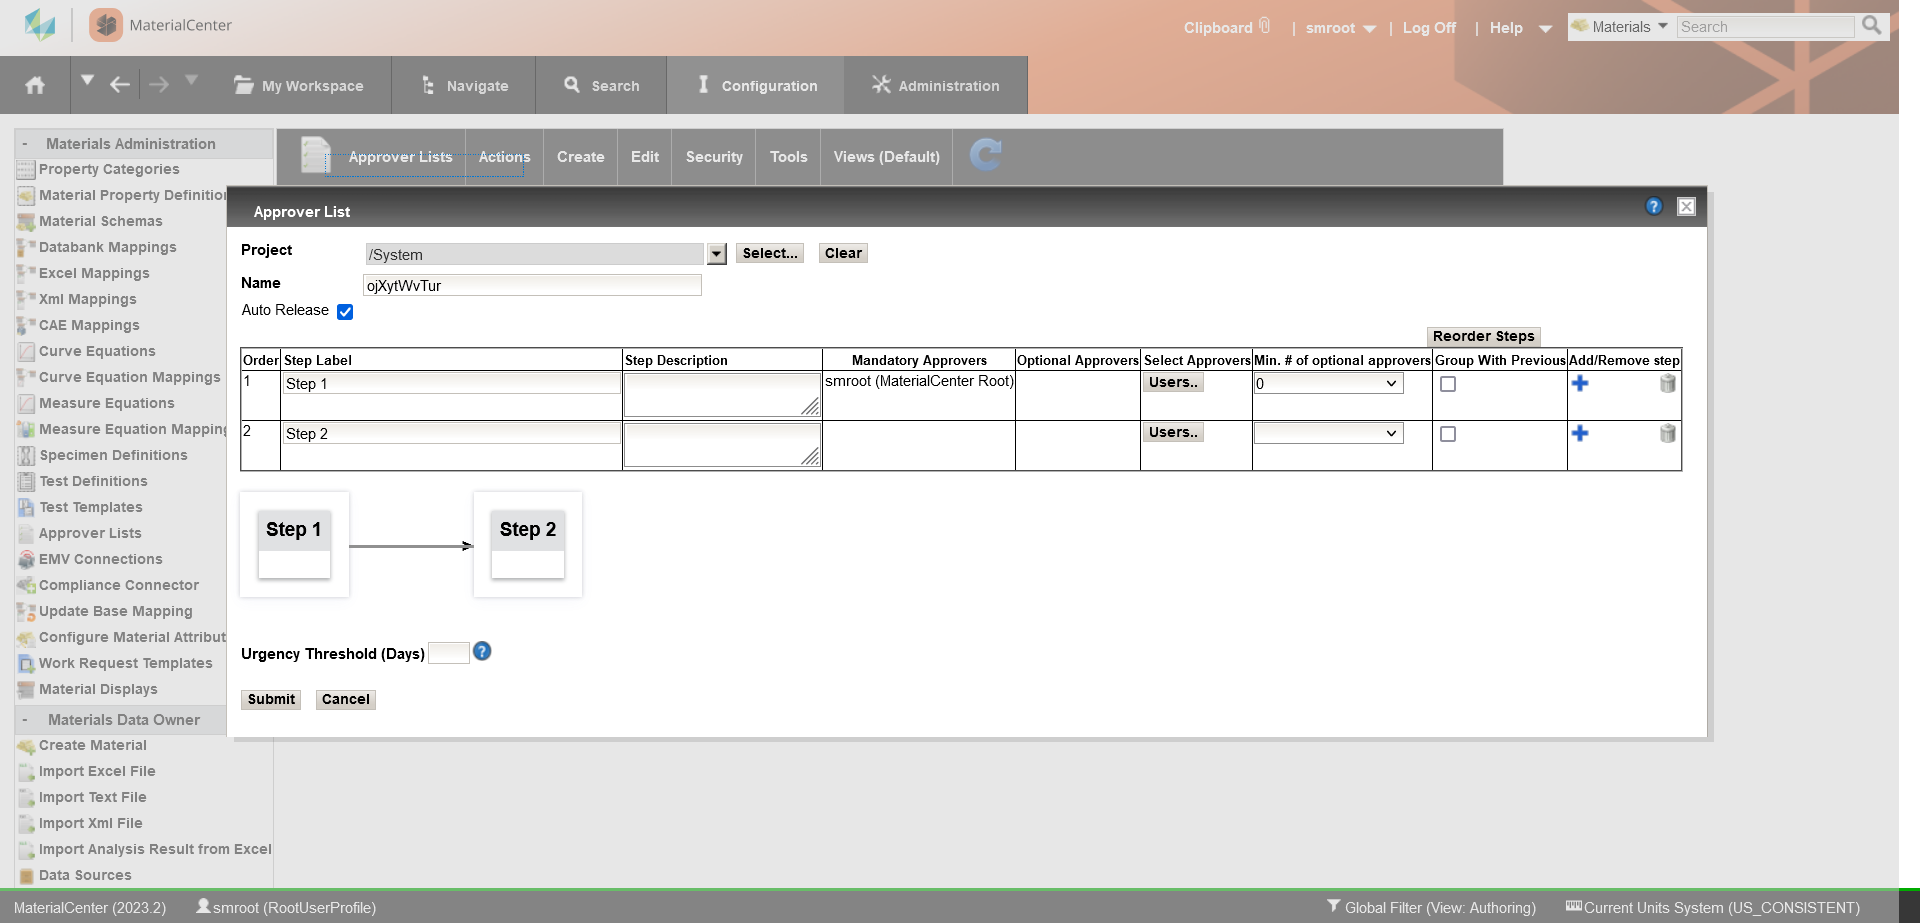 MaterialCenter
Clipboard | smroot | Log Off | Help Materials Search
My Workspace Navigate Search Configuration Administration
- Materials Administration
Property Categories
Material Property Definitio
Material Schemas
Databank Mappings
Excel Mappings
Xml Mappings
CAE Mappings
Curve Equations
Curve Equation Mappings
Measure Equations
Measure Equation Mapping
Specimen Definitions
Test Definitions
Test Templates
Approver Lists
EMV Connections
Compliance Connector
Update Base Mapping
Configure Material Attribut
Work Request Templates
Material Displays
- Materials Data Owner
Create Material
Import Excel File
Import Text File
Import Xml File
Import Analysis Result from Excel
Data Sources
Approver Lists Actions Create Edit Security Tools Views (Default)
Approver List
Project /System Select... Clear
Name ojXytWvTur
Auto Release
Reorder Steps
Order Step Label Step Description Mandatory Approvers Optional Approvers Select Approvers Min. # of optional approvers Group With Previous Add/Remove step
1 Step 1 smroot (MaterialCenter Root) Users.. 0
2 Step 2 Users..
Step 1 Step 2
Urgency Threshold (Days) ?
Submit Cancel
MaterialCenter (2023.2) smroot (RootUserProfile) Global Filter (View: Authoring) Current Units System (US_CONSISTENT)